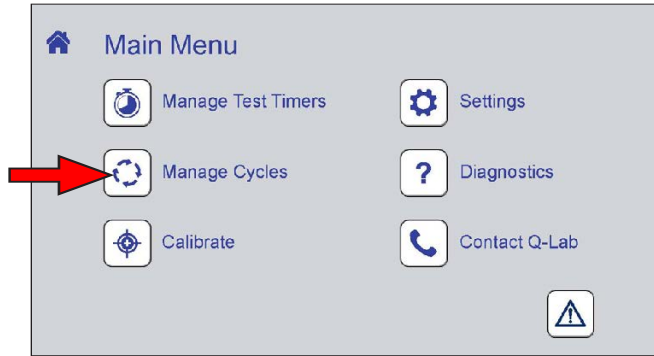 Main Menu
Manage Test Timers
Settings
Manage Cycles
?
Diagnostics
Calibrate
Contact Q-Lab